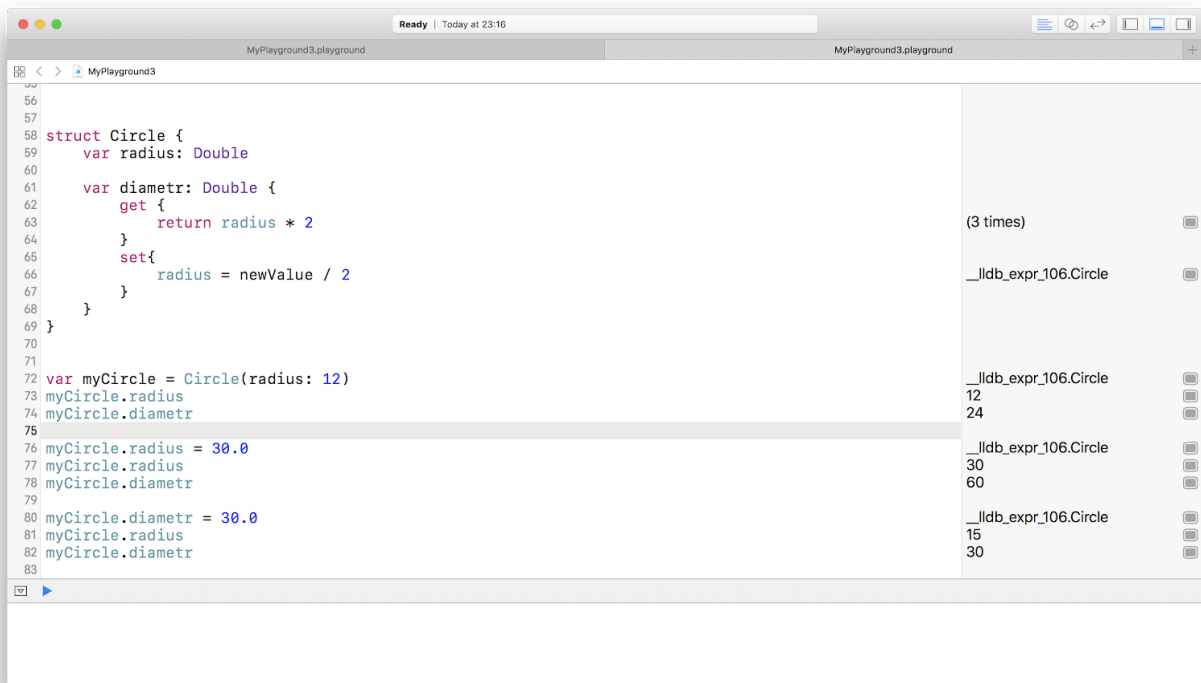 Ready | Today at 23:16
MyPlayground3.playground MyPlayground3.playground
MyPlayground3
55
56
57
58 struct Circle {
59     var radius: Double
60
61     var diametr: Double {
62         get {
63             return radius * 2 (3 times)
64         }
65         set{
66             radius = newValue / 2 __lldb_expr_106.Circle
67         }
68     }
69 }
70
71
72 var myCircle = Circle(radius: 12) __lldb_expr_106.Circle
73 myCircle.radius 12
74 myCircle.diametr 24
75
76 myCircle.radius = 30.0 __lldb_expr_106.Circle
77 myCircle.radius 30
78 myCircle.diametr 60
79
80 myCircle.diametr = 30.0 __lldb_expr_106.Circle
81 myCircle.radius 15
82 myCircle.diametr 30
83